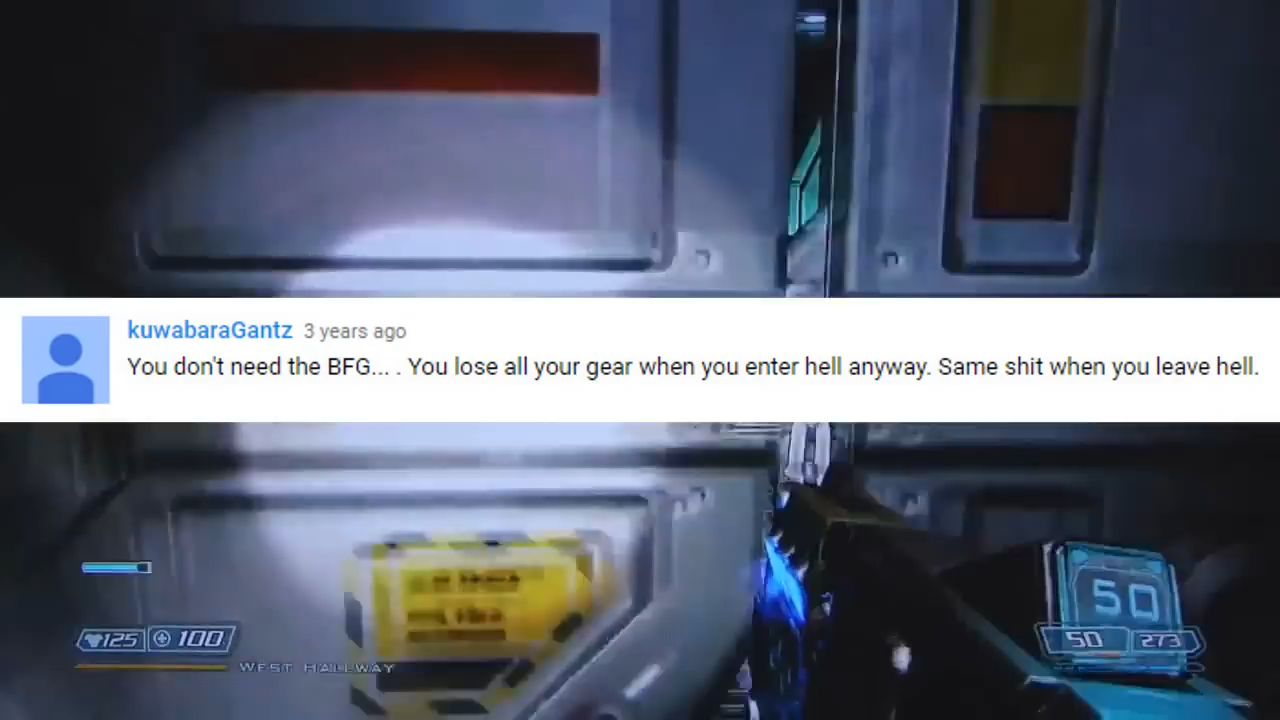 kuwabaraGantz 3 years ago
You don't need the BFG... . You lose all your gear when you enter hell anyway. Same shit when you leave hell.
50
125 100
50 273
WEST HALLWAY